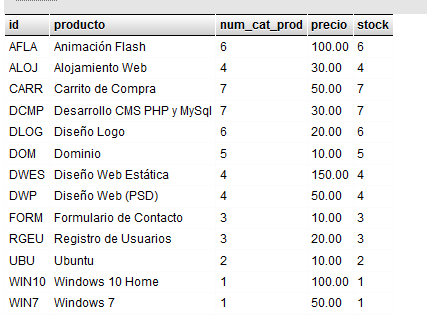 id producto num_cat_prod precio stock
AFLA Animación Flash 6 100.00 6
ALOJ Alojamiento Web 4 30.00 4
CARR Carrito de Compra 7 50.00 7
DCMP Desarrollo CMS PHP y MySql 7 30.00 7
DLOG Diseño Logo 6 20.00 6
DOM Dominio 5 10.00 5
DWES Diseño Web Estática 4 150.00 4
DWP Diseño Web (PSD) 4 50.00 4
FORM Formulario de Contacto 3 10.00 3
RGEU Registro de Usuarios 3 20.00 3
UBU Ubuntu 2 10.00 2
WIN10 Windows 10 Home 1 100.00 1
WIN7 Windows 7 1 50.00 1